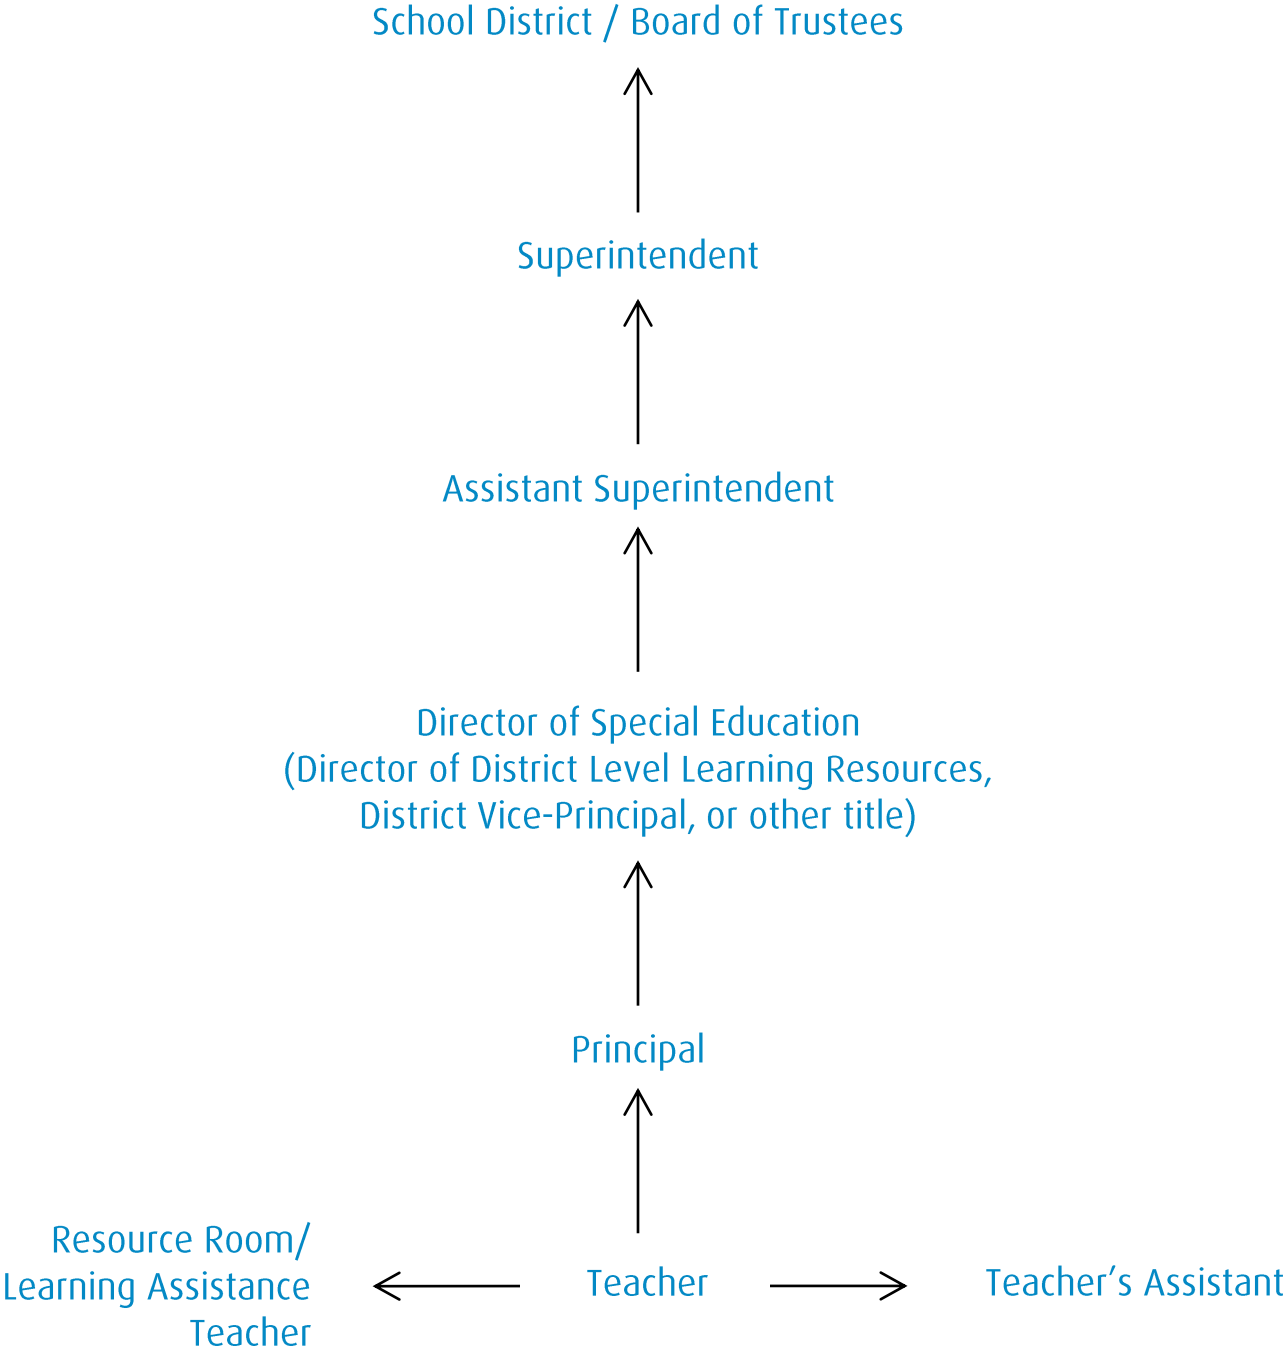 School District / Board of Trustees
Superintendent
Assistant Superintendent
Director of Special Education
(Director of District Level Learning Resources,
District Vice-Principal, or other title)
Principal
Resource Room/
Learning Assistance
Teacher
Teacher
Teacher’s Assistant